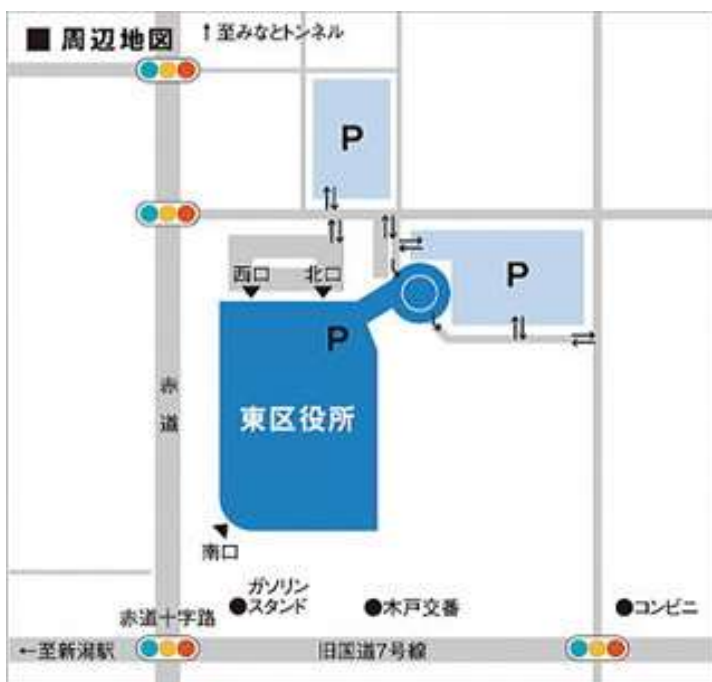 ■ 周辺地図
↑至みなとトンネル
P
P
西口
北口
P
東区役所
赤道
南口
ガソリン
スタンド
木戸交番
コンビニ
赤道十字路
←至新潟駅
旧国道7号線